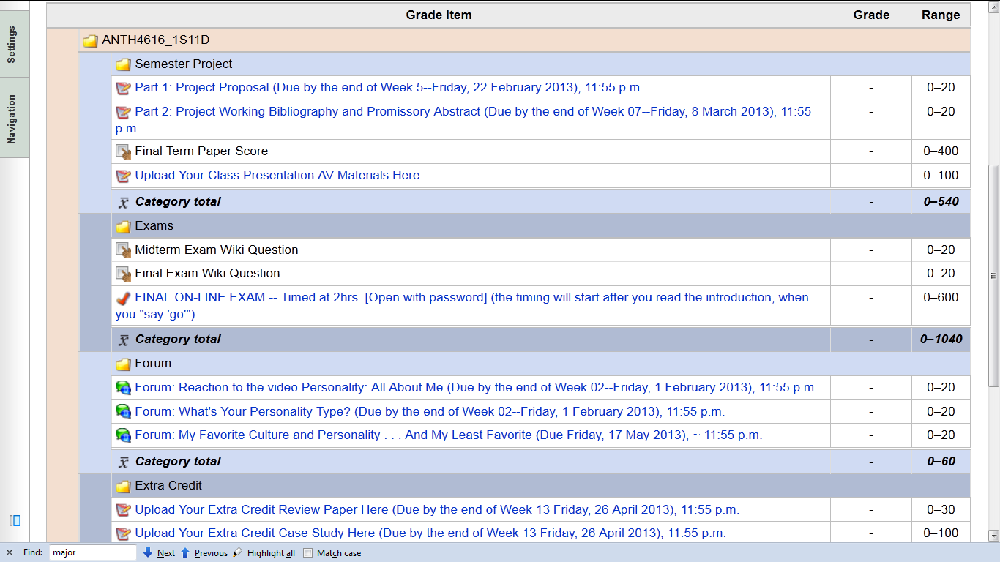 Grade item Grade Range
Settings
Navigation
ANTH4616_1S11D
Semester Project
Part 1: Project Proposal (Due by the end of Week 5--Friday, 22 February 2013), 11:55 p.m. - 0–20
Part 2: Project Working Bibliography and Promissory Abstract (Due by the end of Week 07--Friday, 8 March 2013), 11:55 - 0–20
p.m.
Final Term Paper Score - 0–400
Upload Your Class Presentation AV Materials Here - 0–100
x̅ Category total - 0–540
Exams
Midterm Exam Wiki Question - 0–20
Final Exam Wiki Question - 0–20
FINAL ON-LINE EXAM -- Timed at 2hrs. [Open with password] (the timing will start after you read the introduction, when - 0–600
you "say 'go'")
x̅ Category total - 0–1040
Forum
Forum: Reaction to the video Personality: All About Me (Due by the end of Week 02--Friday, 1 February 2013), 11:55 p.m. - 0–20
Forum: What's Your Personality Type? (Due by the end of Week 02--Friday, 1 February 2013), 11:55 p.m. - 0–20
Forum: My Favorite Culture and Personality . . . And My Least Favorite (Due Friday, 17 May 2013), ~ 11:55 p.m. - 0–20
x̅ Category total - 0–60
Extra Credit
Upload Your Extra Credit Review Paper Here (Due by the end of Week 13 Friday, 26 April 2013), 11:55 p.m. - 0–30
Upload Your Extra Credit Case Study Here (Due by the end of Week 13 Friday, 26 April 2013), 11:55 p.m. - 0–100
× Find: major Next Previous Highlight all Match case